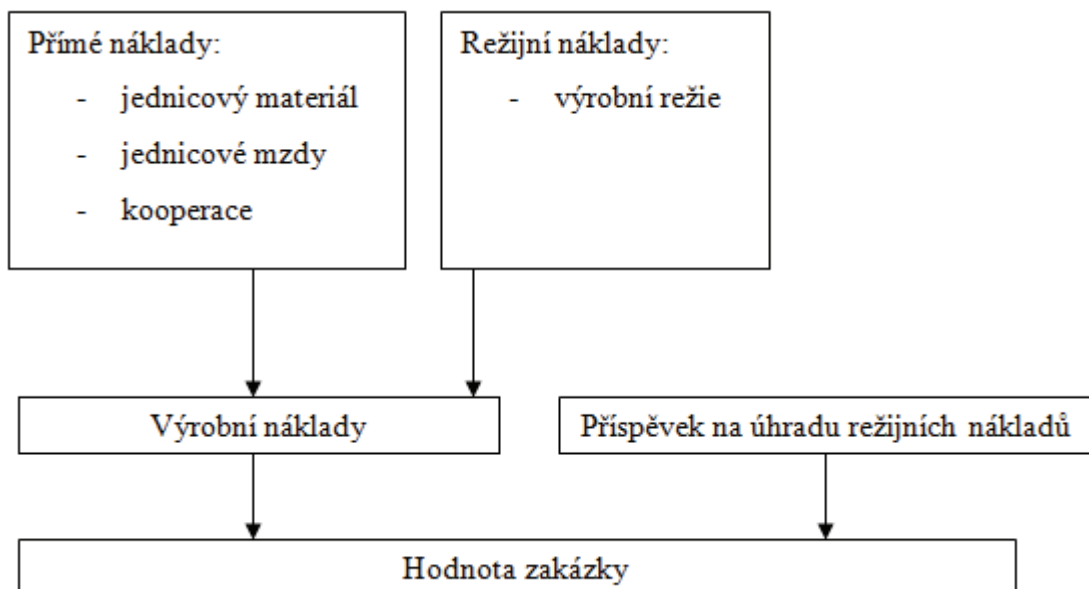 Přímé náklady:
- jednicový materiál
- jednicové mzdy
- kooperace
Režijní náklady:
- výrobní režie
Výrobní náklady
Příspěvek na úhradu režijních nákladů
Hodnota zakázky